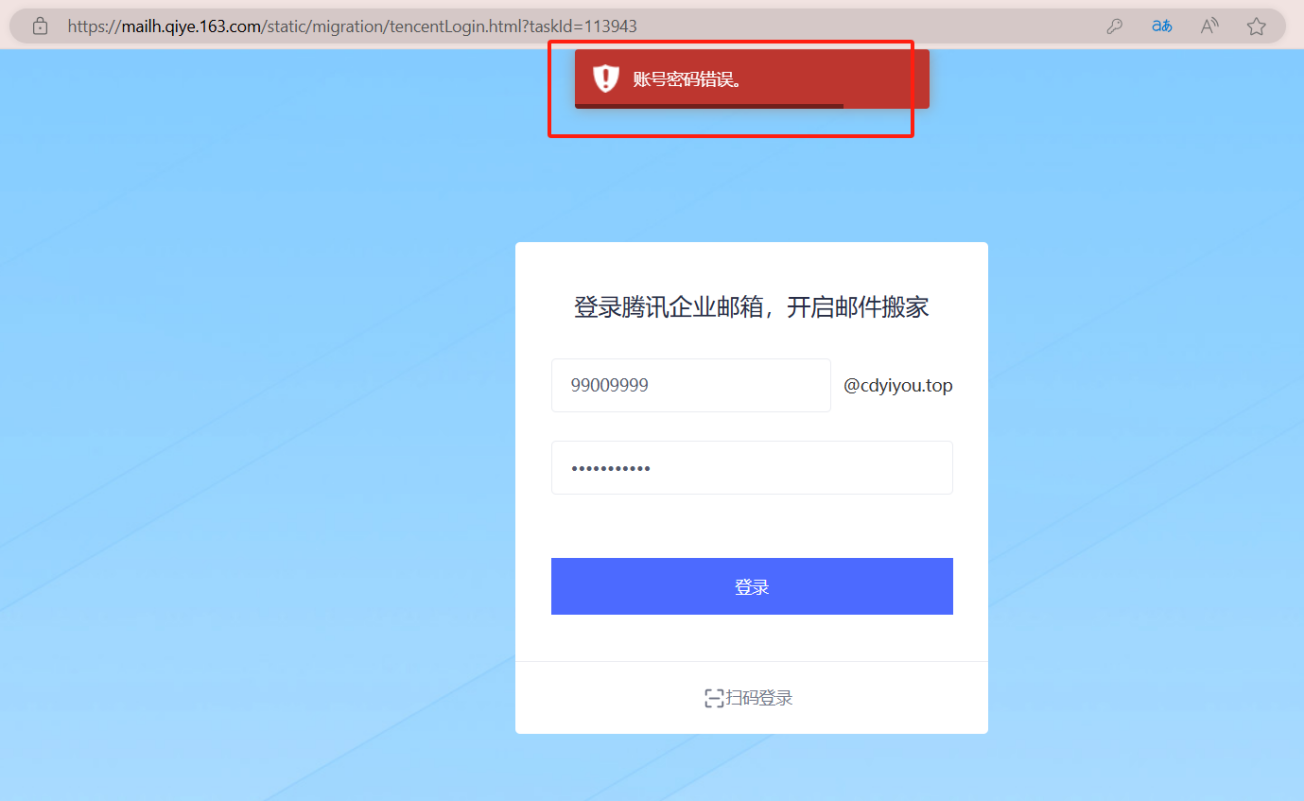 https://mailh.qiye.163.com/static/migration/tencentLogin.html?taskId=113943
账号密码错误。
登录腾讯企业邮箱，开启邮件搬家
99009999 @cdyiyou.top
登录
扫码登录